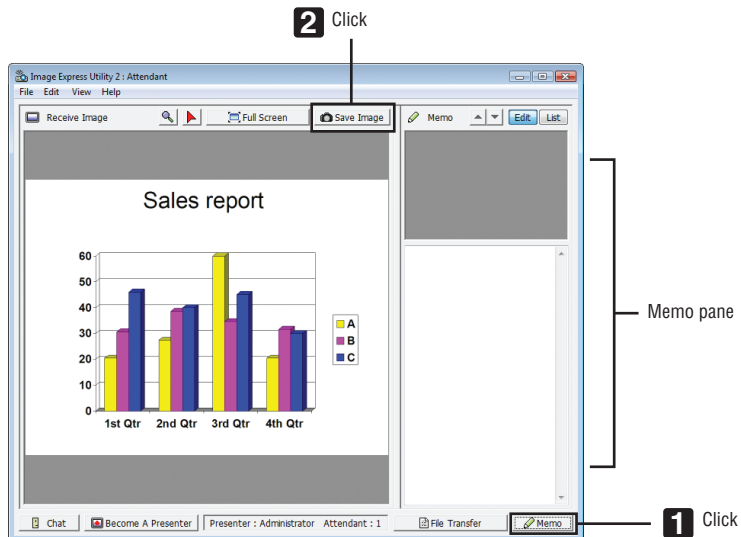 2 Click
Image Express Utility 2 : Attendant
File Edit View Help
Receive Image Full Screen Save Image Memo Edit List
Sales report
60
50
40
30
20
10
0
1st Qtr 2nd Qtr 3rd Qtr 4th Qtr
A
B
C
Memo pane
Chat Become A Presenter Presenter : Administrator Attendant : 1 File Transfer Memo
1 Click